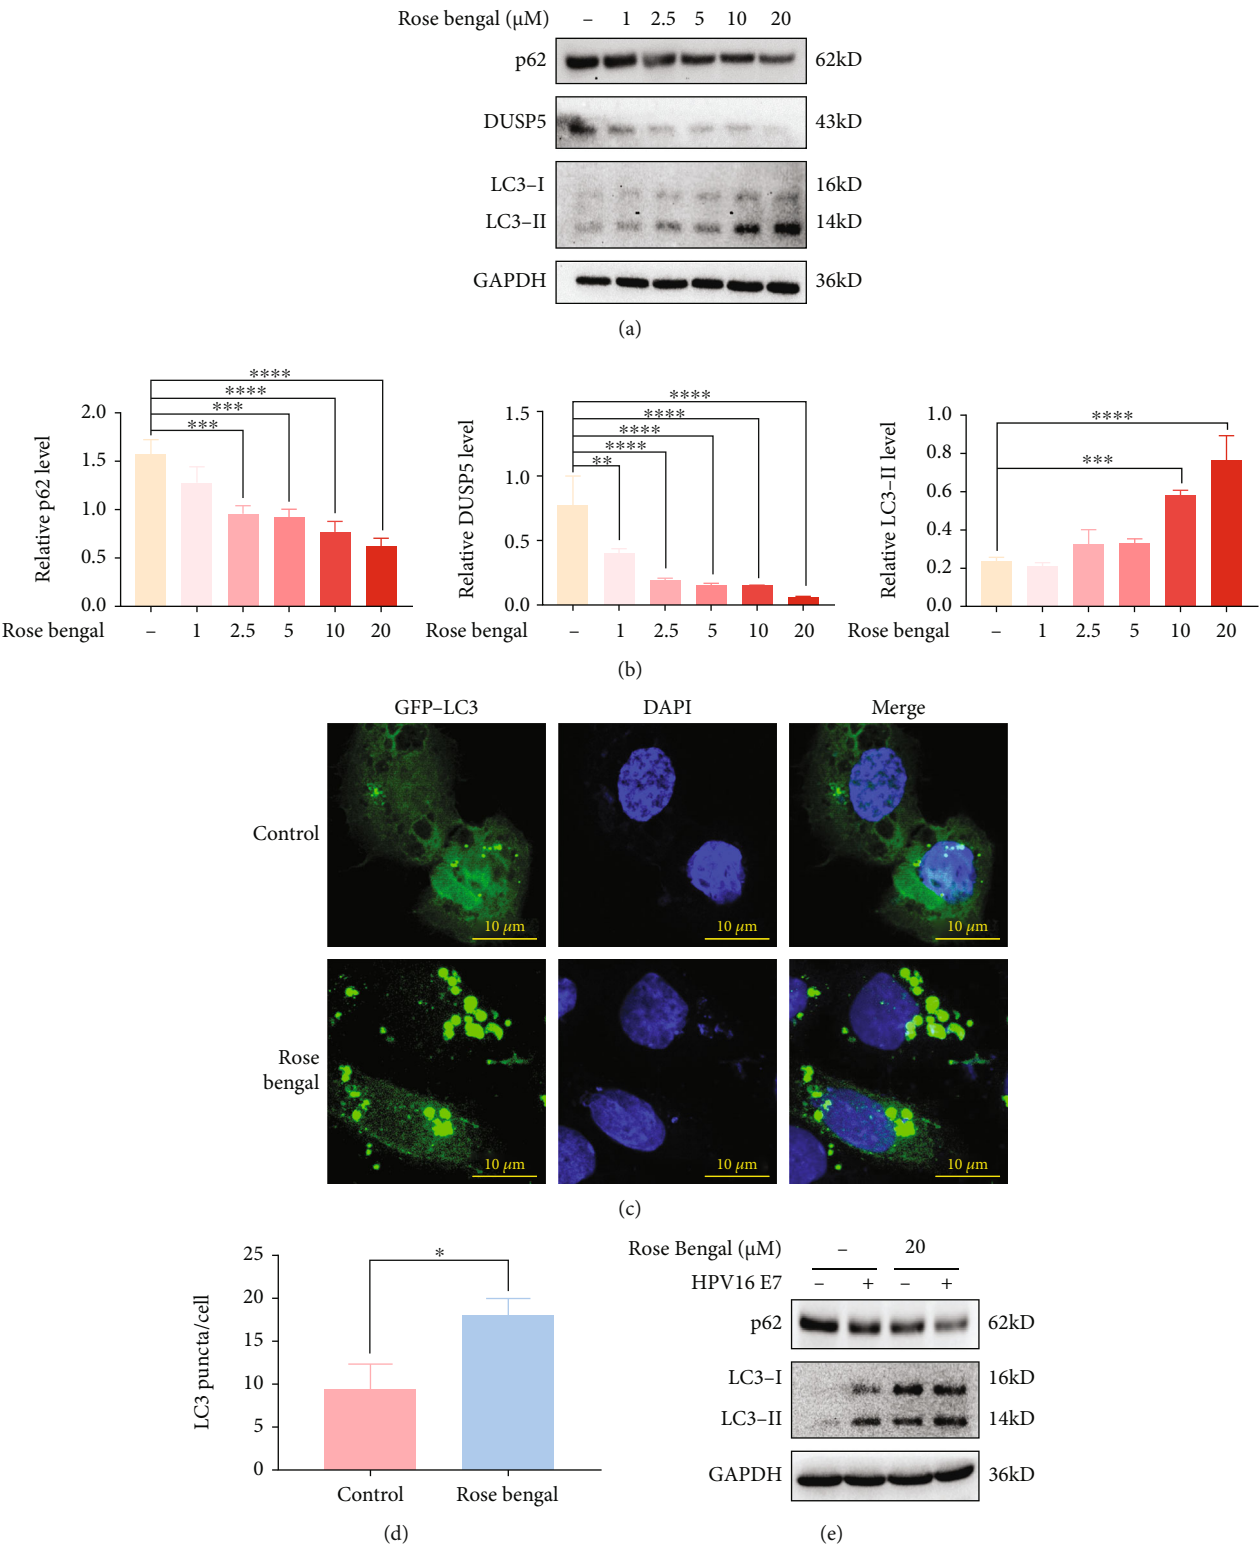 Rose bengal (μM) – 1 2.5 5 10 20
p62 62kD
DUSP5 43kD
LC3–I 16kD
LC3–II 14kD
GAPDH 36kD
(a)
Relative p62 level
2.0
1.5
1.0
0.5
0.0
****
****
***
***
Rose bengal – 1 2.5 5 10 20
Relative DUSP5 level
1.5
1.0
0.5
0.0
****
****
****
****
**
Rose bengal – 1 2.5 5 10 20
Relative LC3–II level
1.0
0.8
0.6
0.4
0.2
0.0
****
***
Rose bengal – 1 2.5 5 10 20
(b)
GFP–LC3 DAPI Merge
Control
10 μm 10 μm 10 μm
Rose
bengal
10 μm 10 μm 10 μm
(c)
LC3 puncta/cell
25
20
15
10
5
0
*
Control Rose bengal
(d)
Rose Bengal (μM) – 20
HPV16 E7 – + – +
p62 62kD
LC3–I 16kD
LC3–II 14kD
GAPDH 36kD
(e)